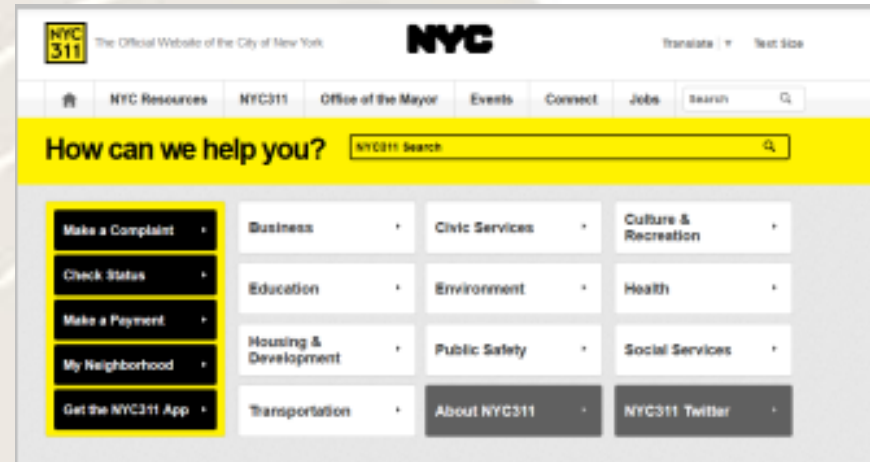 NYC
311
The Official Website of the City of New York
NYC
Translate | ▼ Text Size
NYC Resources NYC311 Office of the Mayor Events Connect Jobs Search
How can we help you? NYC311 Search
Make a Complaint
Check Status
Make a Payment
My Neighborhood
Get the NYC311 App
Business Civic Services Culture &
Recreation
Education Environment Health
Housing &
Development Public Safety Social Services
Transportation About NYC311 NYC311 Twitter